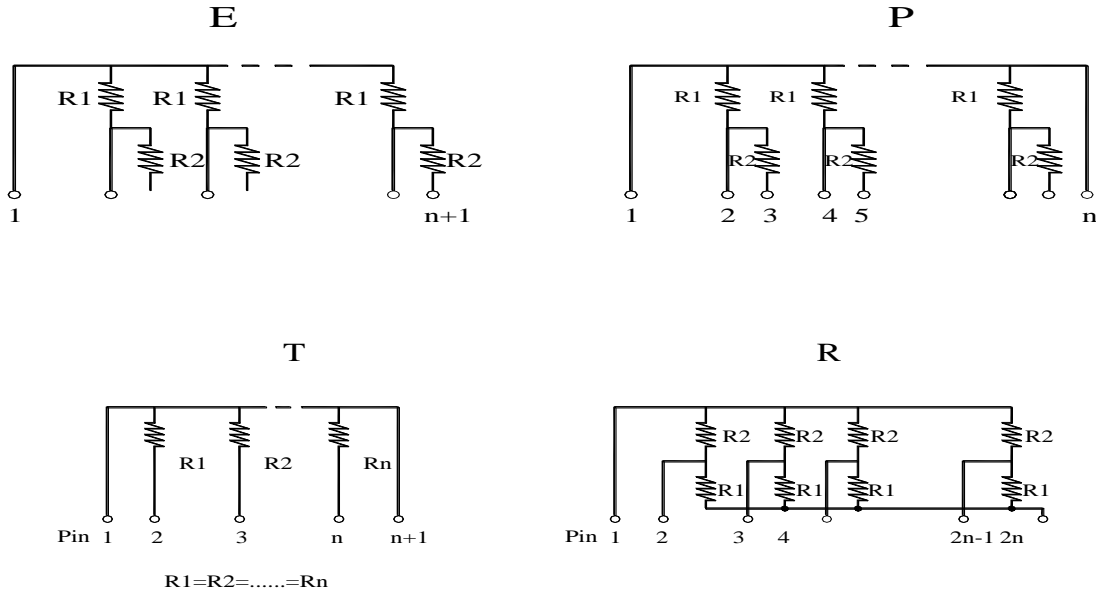 E P
R1 R1 R1 R1 R1 R1
R2 R2 R2 R2 R2 R2
1 n+1 1 2 3 4 5 n
T R
R2 R2 R2 R2
R1 R2 Rn
R1 R1 R1 R1
Pin 1 2 3 n n+1 Pin 1 2 3 4 2n-1 2n
R1=R2=......=Rn